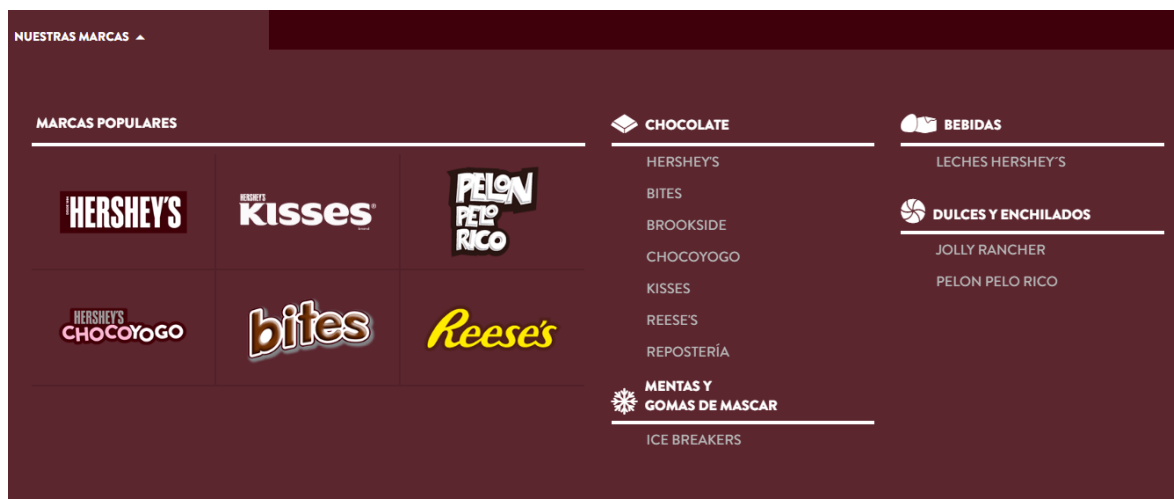 NUESTRAS MARCAS
MARCAS POPULARES
HERSHEY'S
HERSHEY'S
KISSES®
PELON
PELO
RICO
HERSHEY'S
CHOCOYOGO
bites
Reese's
CHOCOLATE
HERSHEY'S
BITES
BROOKSIDE
CHOCOYOGO
KISSES
REESE'S
REPOSTERÍA
MENTAS Y
GOMAS DE MASCAR
ICE BREAKERS
BEBIDAS
LECHES HERSHEY´S
DULCES Y ENCHILADOS
JOLLY RANCHER
PELON PELO RICO